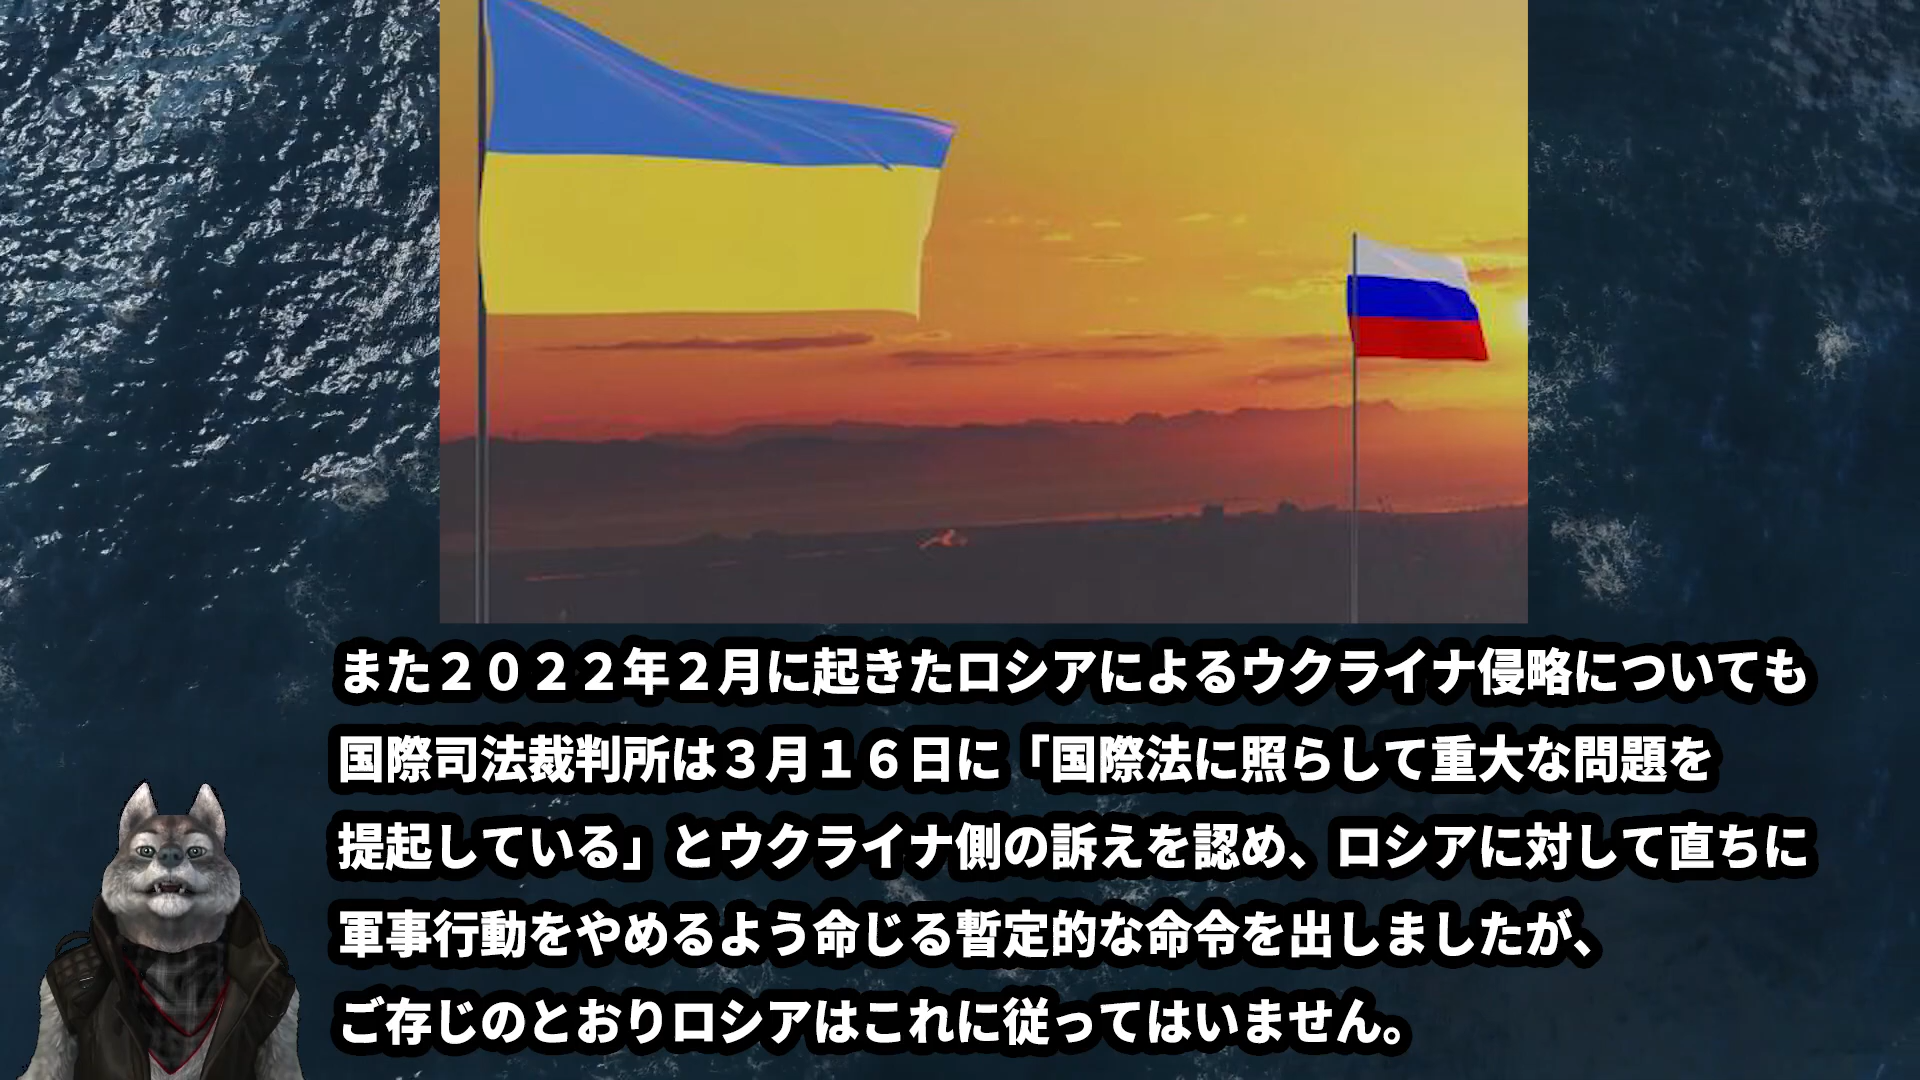 また２０２２年２月に起きたロシアによるウクライナ侵略についても
国際司法裁判所は３月１６日に「国際法に照らして重大な問題を
提起している」とウクライナ側の訴えを認め、ロシアに対して直ちに
軍事行動をやめるよう命じる暫定的な命令を出しましたが、
ご存じのとおりロシアはこれに従ってはいません。